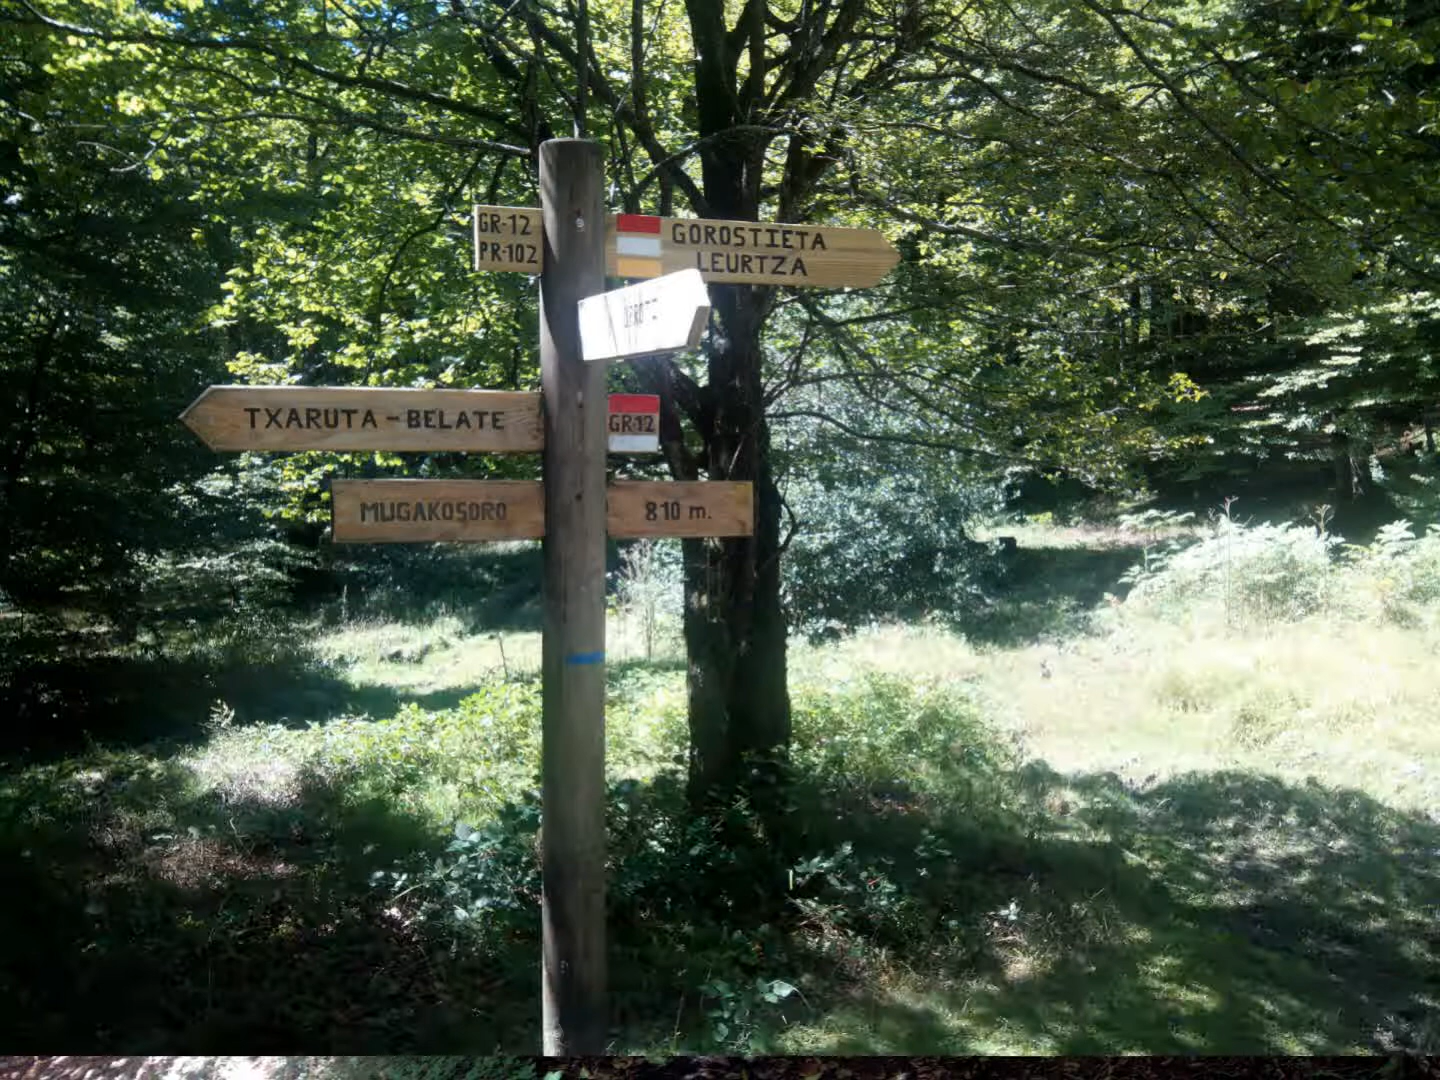 GR-12
PR-102
GOROSTIETA
LEURTZA
TXARUTA - BELATE
GR-12
MUGAKOSORO
810 m.